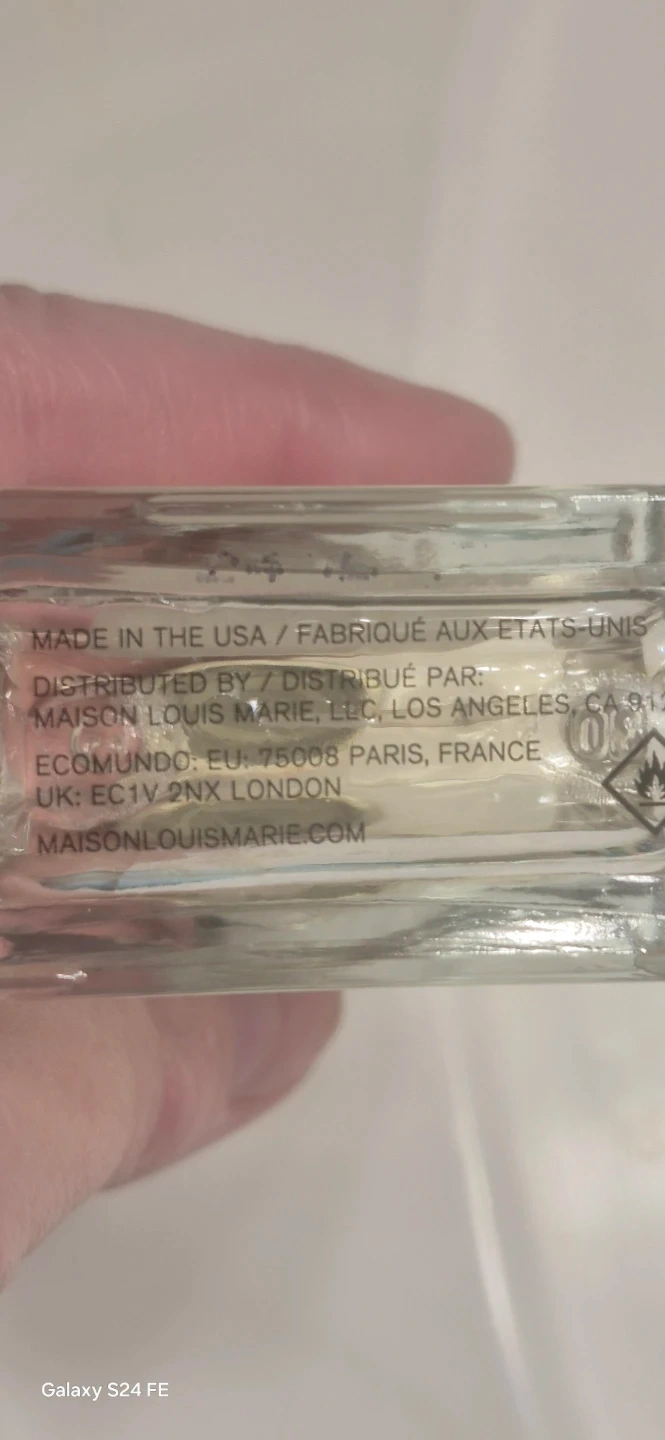 MADE IN THE USA / FABRIQUÉ AUX ETATS-UNIS
DISTRIBUTED BY / DISTRIBUÉ PAR:
MAISON LOUIS MARIE, LLC, LOS ANGELES, CA
ECOMUNDO: EU: 75008 PARIS, FRANCE
UK: EC1V 2NX LONDON
MAISONLOUISMARIE.COM
Galaxy S24 FE